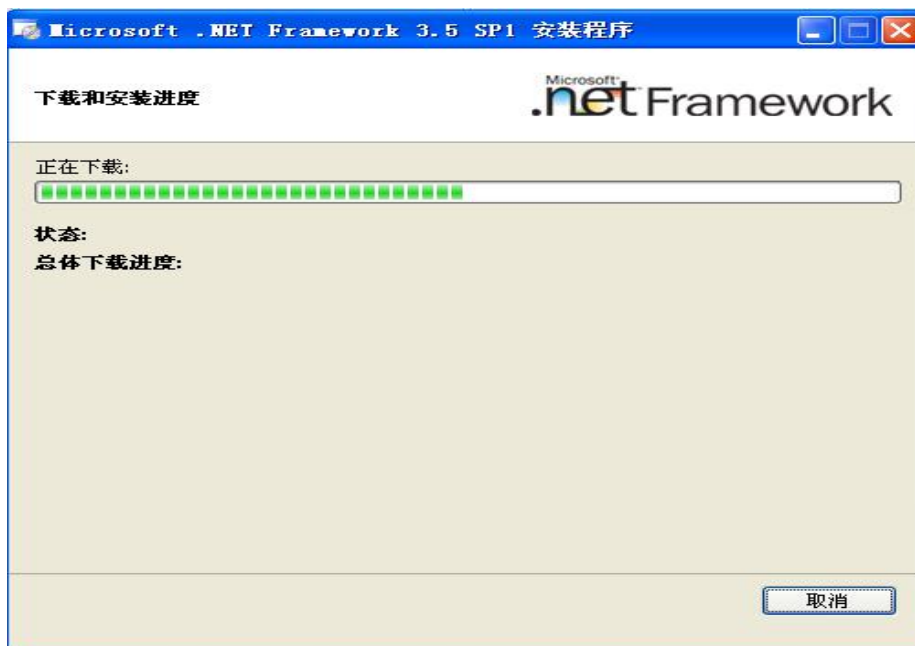 Microsoft .NET Framework 3.5 SP1 安装程序
下载和安装进度
Microsoft
.net Framework
正在下载:
状态:
总体下载进度:
取消